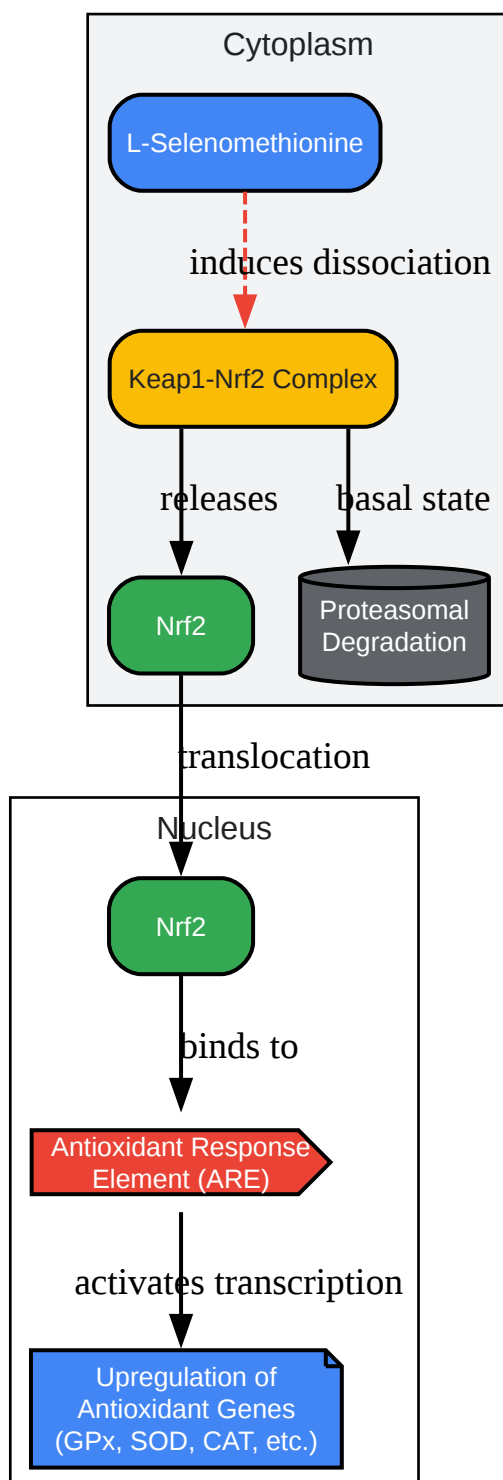 Cytoplasm
L-Selenomethionine
induces dissociation
Keap1-Nrf2 Complex
releases
basal state
Nrf2
Proteasomal
Degradation
translocation
Nucleus
Nrf2
binds to
Antioxidant Response
Element (ARE)
activates transcription
Upregulation of
Antioxidant Genes
(GPx, SOD, CAT, etc.)